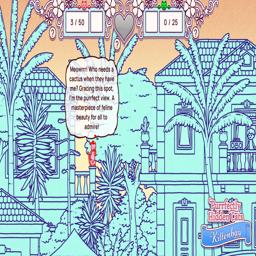 3 / 50
0 / 25
Meowrrr! Who needs a
cactus when they have
me? Gracing this spot,
I'm the purrfect view. A
masterpiece of feline
beauty for all to
admire!
Purrfectly
Hidden Cats
Kittenbay